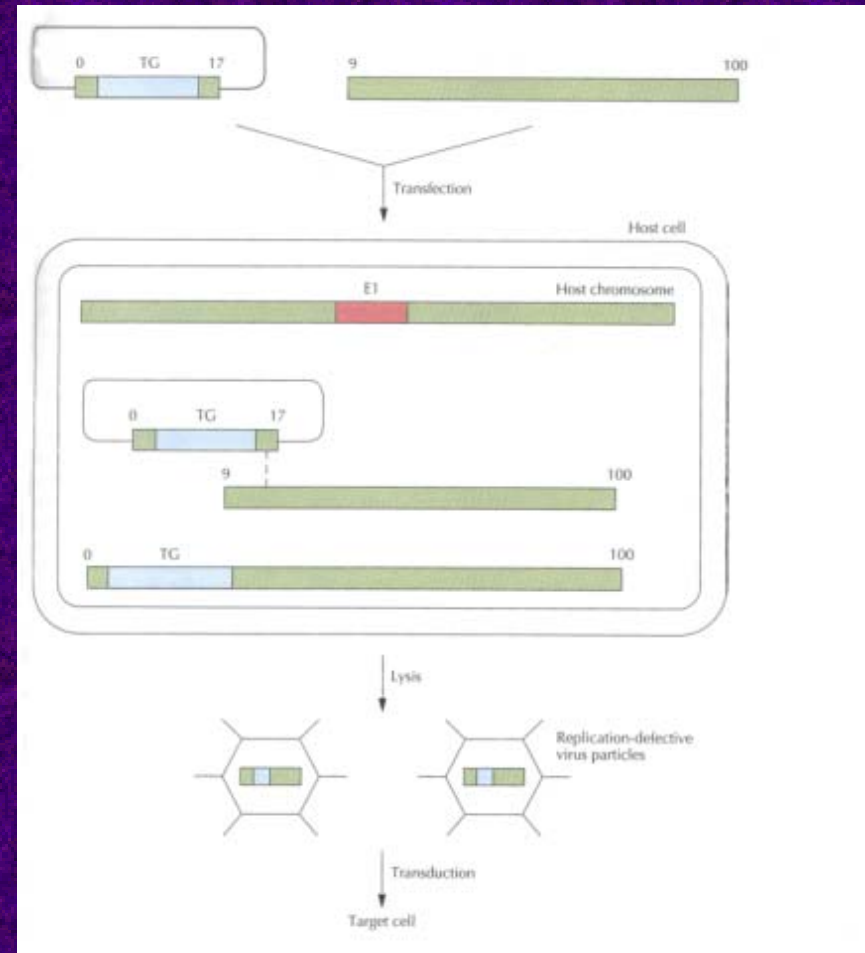 0 TG 17
9 100
Transfection
Host cell
E1 Host chromosome
0 TG 17
9 100
0 TG 100
Lysis
Replication-defective
virus particles
Transduction
Target cell